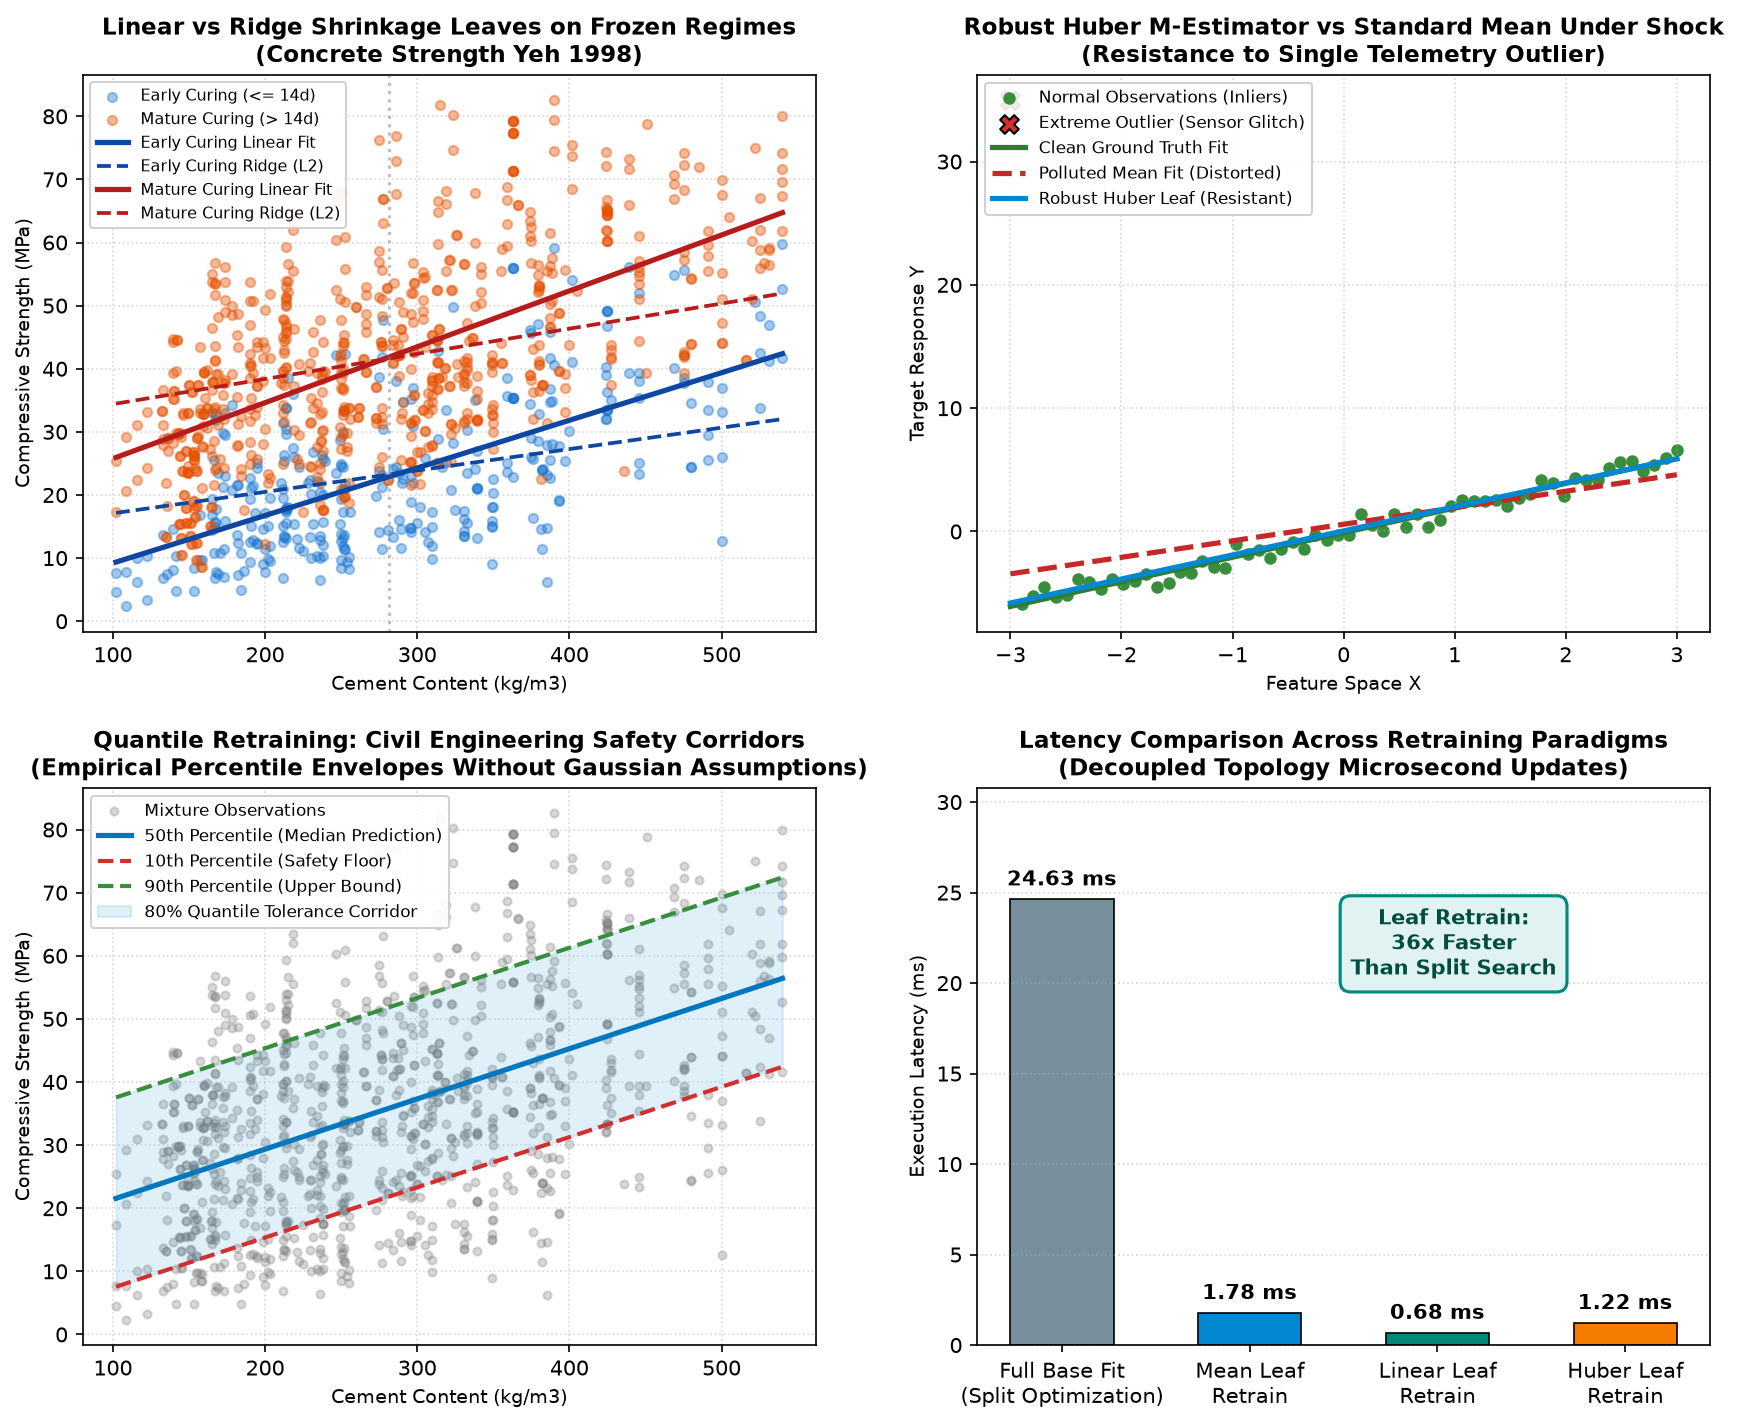 Linear vs Ridge Shrinkage Leaves on Frozen Regimes
(Concrete Strength Yeh 1998)
Early Curing (<= 14d)
Mature Curing (> 14d)
Early Curing Linear Fit
Early Curing Ridge (L2)
Mature Curing Linear Fit
Mature Curing Ridge (L2)
Compressive Strength (MPa)
80
70
60
50
40
30
20
10
0
100 200 300 400 500
Cement Content (kg/m3)
Robust Huber M-Estimator vs Standard Mean Under Shock
(Resistance to Single Telemetry Outlier)
Normal Observations (Inliers)
Extreme Outlier (Sensor Glitch)
Clean Ground Truth Fit
Polluted Mean Fit (Distorted)
Robust Huber Leaf (Resistant)
Target Response Y
30
20
10
0
−3 −2 −1 0 1 2 3
Feature Space X
Quantile Retraining: Civil Engineering Safety Corridors
(Empirical Percentile Envelopes Without Gaussian Assumptions)
Mixture Observations
50th Percentile (Median Prediction)
10th Percentile (Safety Floor)
90th Percentile (Upper Bound)
80% Quantile Tolerance Corridor
Compressive Strength (MPa)
80
70
60
50
40
30
20
10
0
100 200 300 400 500
Cement Content (kg/m3)
Latency Comparison Across Retraining Paradigms
(Decoupled Topology Microsecond Updates)
Execution Latency (ms)
30
25
20
15
10
5
0
24.63 ms
1.78 ms
0.68 ms
1.22 ms
Leaf Retrain:
36x Faster
Than Split Search
Full Base Fit
(Split Optimization)
Mean Leaf
Retrain
Linear Leaf
Retrain
Huber Leaf
Retrain